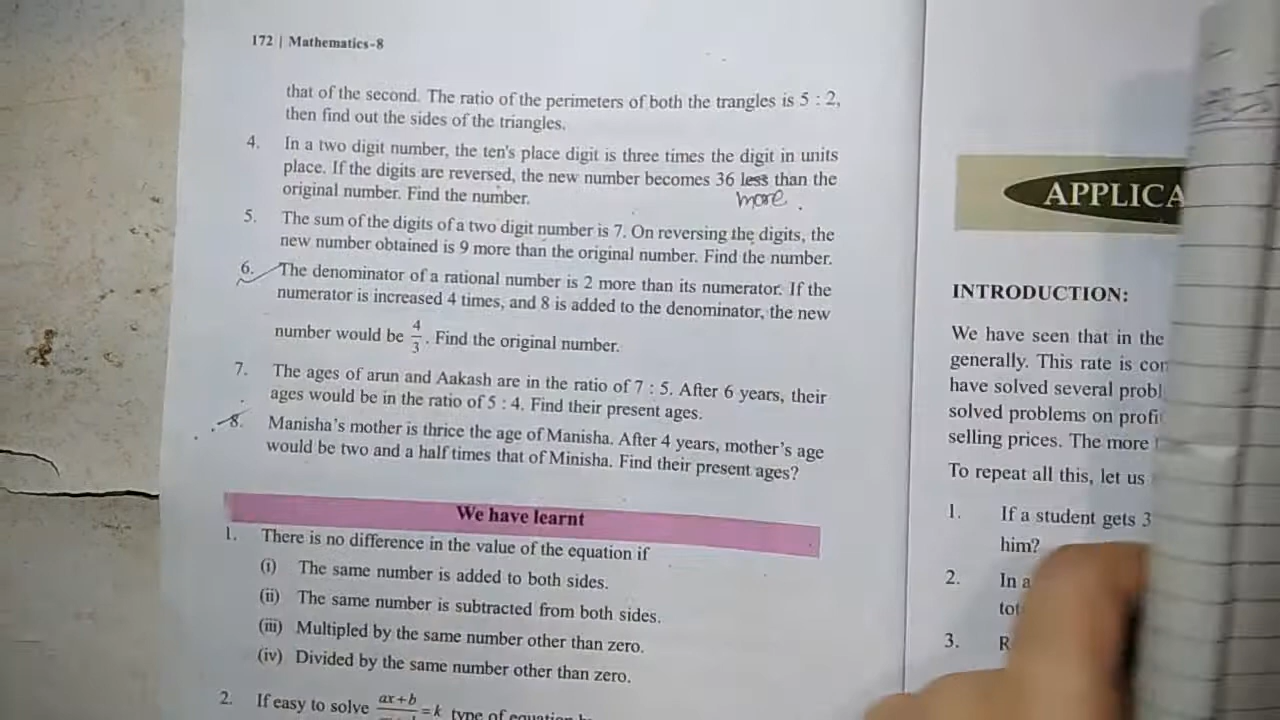 172 | Mathematics-8
that of the second. The ratio of the perimeters of both the trangles is 5 : 2,
then find out the sides of the triangles.
4. In a two digit number, the ten's place digit is three times the digit in units
place. If the digits are reversed, the new number becomes 36 less than the
more.
original number. Find the number.
5. The sum of the digits of a two digit number is 7. On reversing the digits, the
new number obtained is 9 more than the original number. Find the number.
6. The denominator of a rational number is 2 more than its numerator. If the
numerator is increased 4 times, and 8 is added to the denominator, the new
number would be 4/3. Find the original number.
7. The ages of arun and Aakash are in the ratio of 7 : 5. After 6 years, their
ages would be in the ratio of 5 : 4. Find their present ages.
8. Manisha's mother is thrice the age of Manisha. After 4 years, mother's age
would be two and a half times that of Minisha. Find their present ages?
We have learnt
1. There is no difference in the value of the equation if
(i) The same number is added to both sides.
(ii) The same number is subtracted from both sides.
(iii) Multipled by the same number other than zero.
(iv) Divided by the same number other than zero.
2. If easy to solve ax+b =k type of equation
APPLICA
INTRODUCTION:
We have seen that in the
generally. This rate is con
have solved several probl
solved problems on profi
selling prices. The more
To repeat all this, let us
1. If a student gets 3
him?
2. In a
tot
3. R